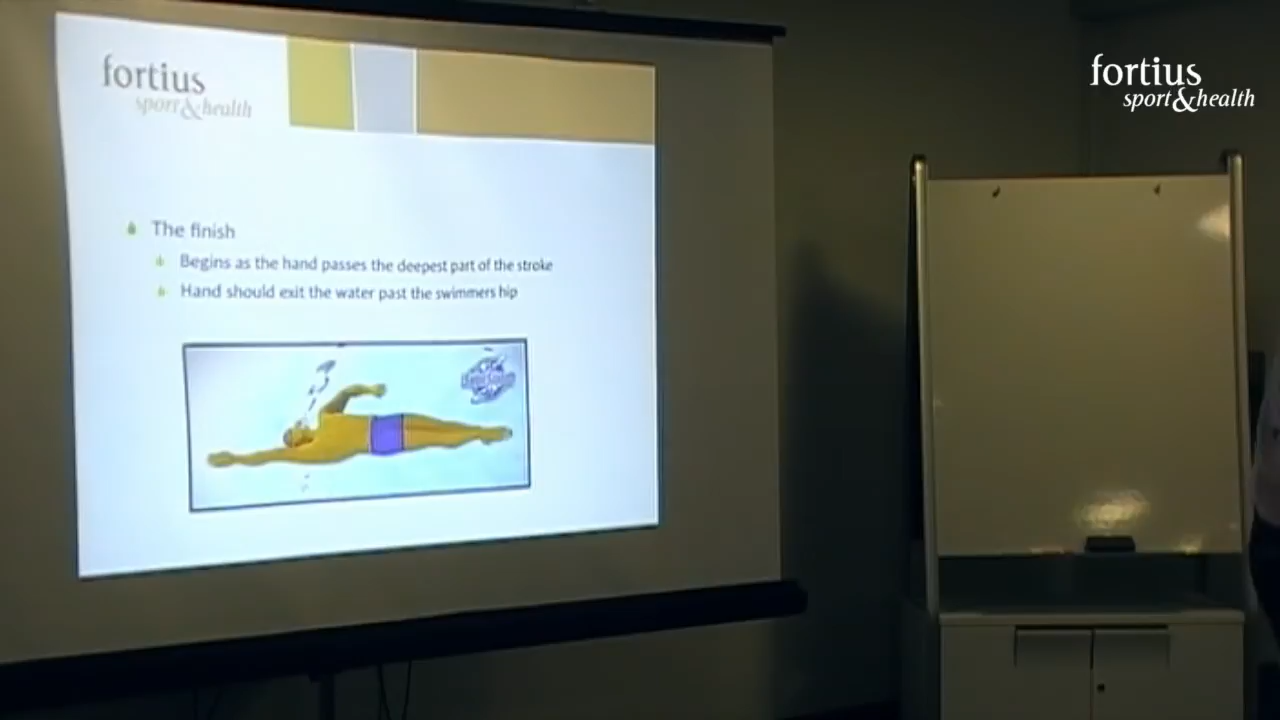 fortius
sport&health
fortius
sport&health
The finish
Begins as the hand passes the deepest part of the stroke
Hand should exit the water past the swimmers hip